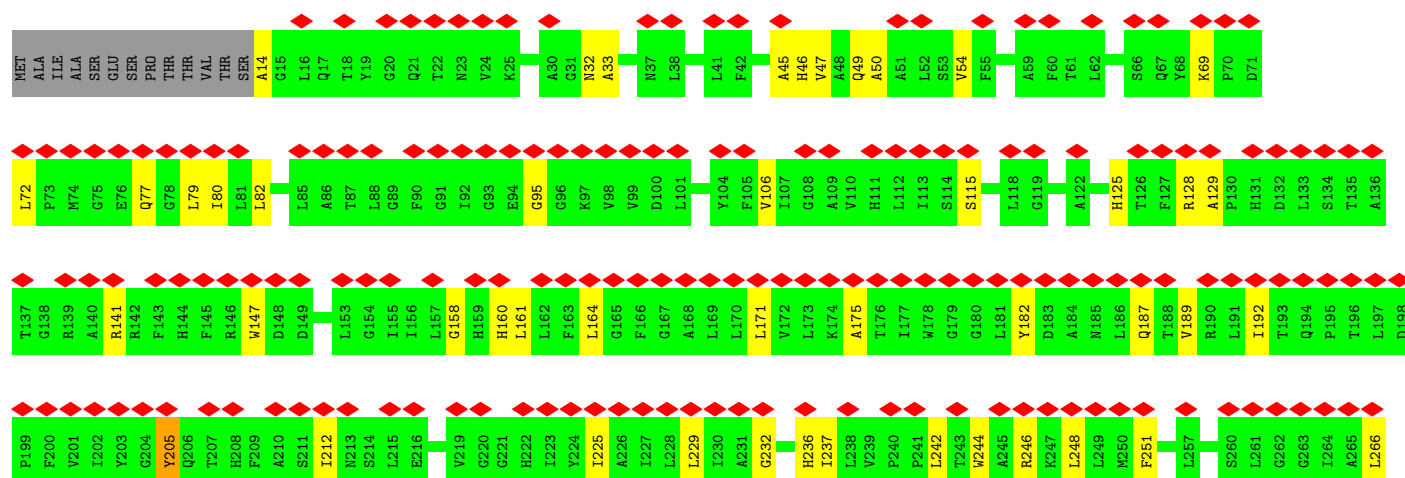 MET ALA ILE ALA SER GLU SER PRO THR THR VAL THR SER A14 G15 L16 Q17 T18 Y19 G20 Q21 T22 N23 V24 K25 A30 G31 N32 A33 N37 L38 L41 F42 A45 H46 V47 A48 Q49 A50 A51 L52 S53 V54 F55 A59 F60 T61 L62 S66 Q67 Y68 K69 P70 D71
L72 P73 M74 G75 E76 Q77 G78 L79 I80 L81 L82 L85 A86 T87 L88 G89 F90 G91 I92 G93 E94 G95 G96 K97 V98 V99 D100 L101 Y104 F105 V106 I107 G108 A109 V110 H111 L112 I113 S114 S115 L118 G119 A122 H125 T126 F127 R128 A129 P130 H131 D132 L133 S134 T135 A136
T137 G138 R139 A140 R141 R142 F143 H144 F145 R146 W147 D148 D149 L153 G154 I155 I156 L157 G158 H159 H160 L161 L162 F163 L164 G165 F166 G167 A168 L169 L170 L171 V172 L173 K174 A175 T176 I177 W178 G179 G180 L181 Y182 D183 A184 N185 L186 Q187 T188 V189 R190 L191 I192 T193 Q194 P195 T196 L197 D198
P199 F200 V201 I202 Y203 G204 Y205 Q206 T207 H208 F209 A210 S211 I212 N213 S214 L215 E216 V219 G220 G221 H222 I223 Y224 I225 A226 I227 L228 L229 I230 A231 G232 H236 I237 L238 V239 P240 P241 L242 T243 W244 A245 R246 K247 L248 L249 M250 F251 L257 S260 L261 G262 G263 I264 A265 L266